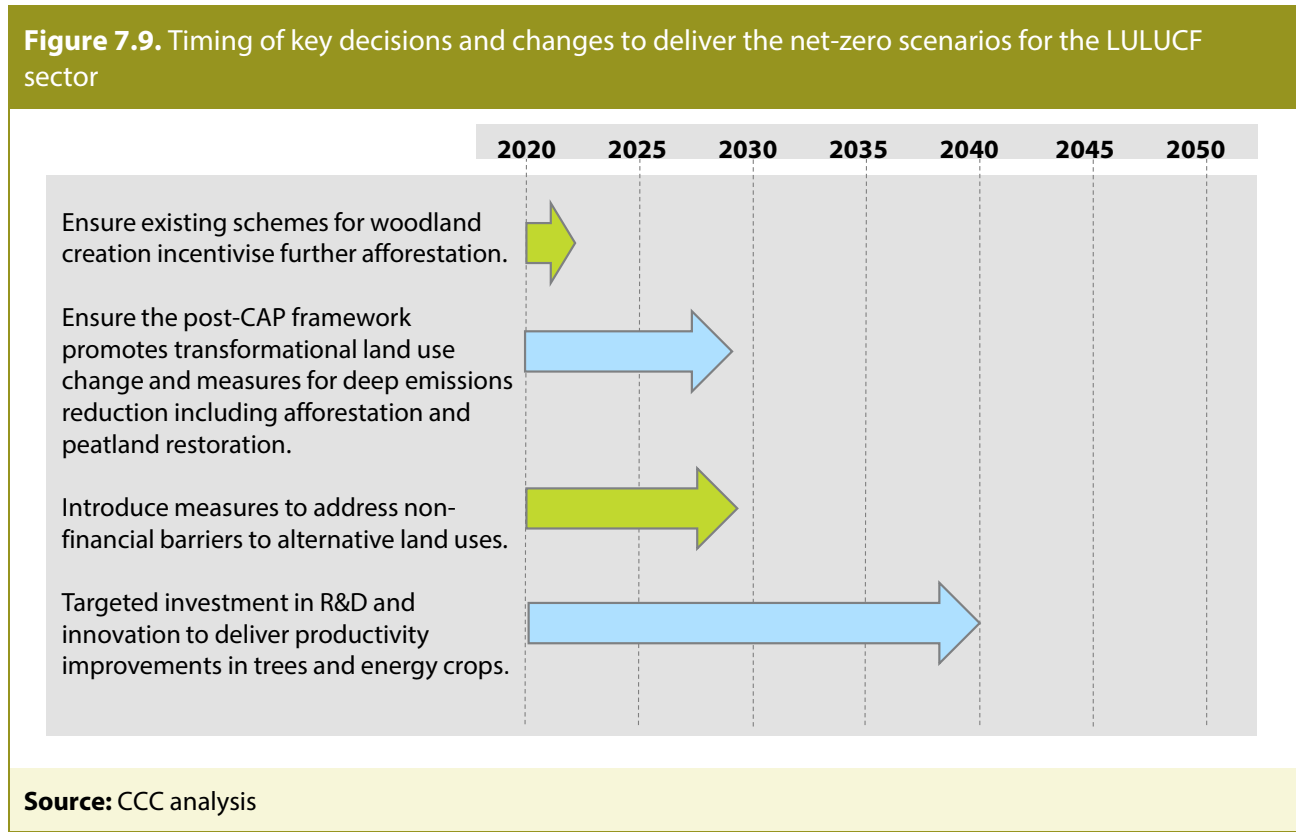 Figure 7.9. Timing of key decisions and changes to deliver the net-zero scenarios for the LULUCF
sector
2020 2025 2030 2035 2040 2045 2050
Ensure existing schemes for woodland
creation incentivise further afforestation.
Ensure the post-CAP framework
promotes transformational land use
change and measures for deep emissions
reduction including afforestation and
peatland restoration.
Introduce measures to address non-
financial barriers to alternative land uses.
Targeted investment in R&D and
innovation to deliver productivity
improvements in trees and energy crops.
Source: CCC analysis